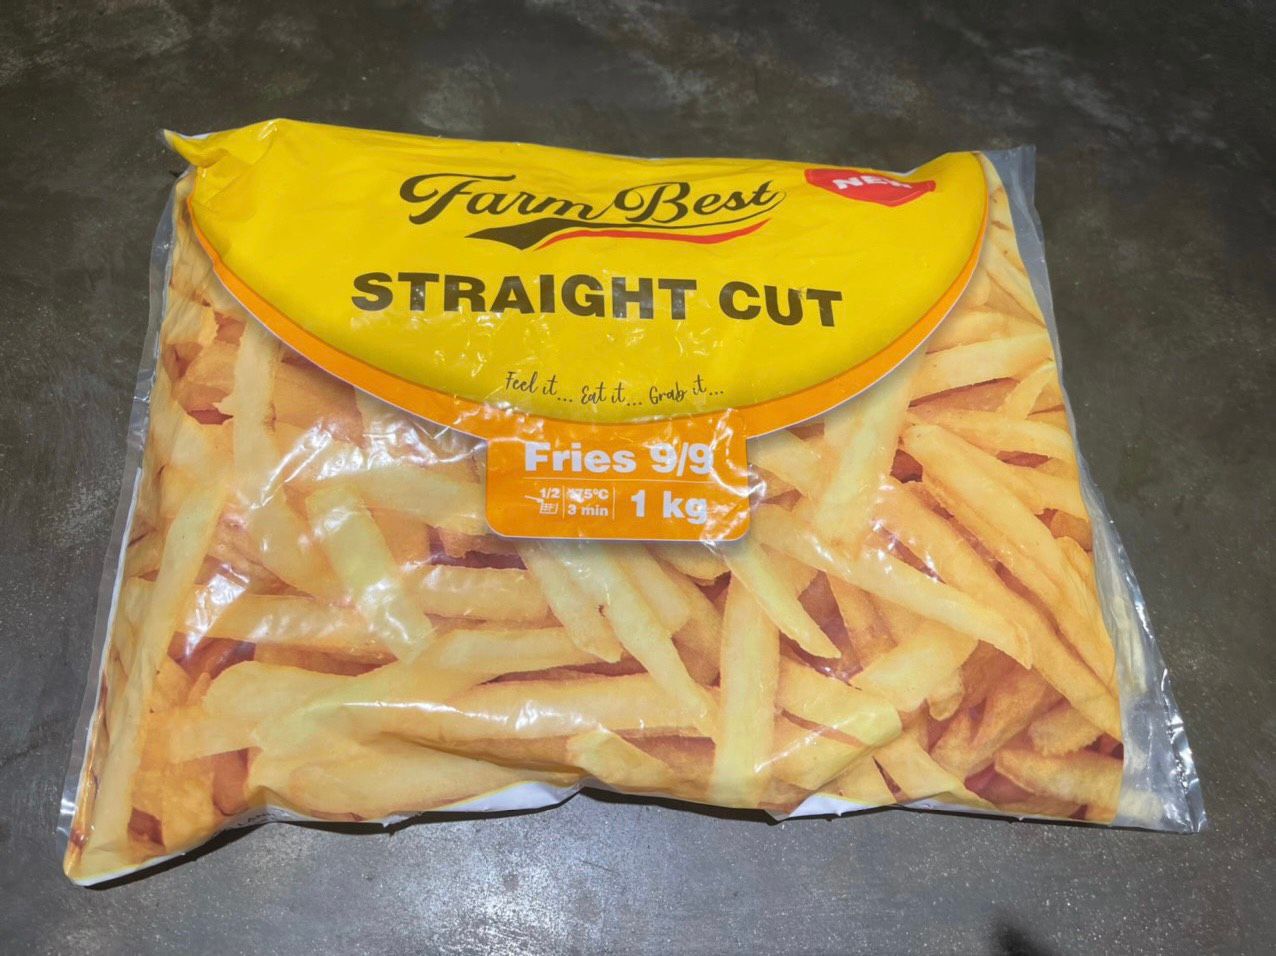 Farm Best
NEW
STRAIGHT CUT
Feel it... Eat it... Grab it...
Fries 9/9
1/2
175°C
3 min
1 kg